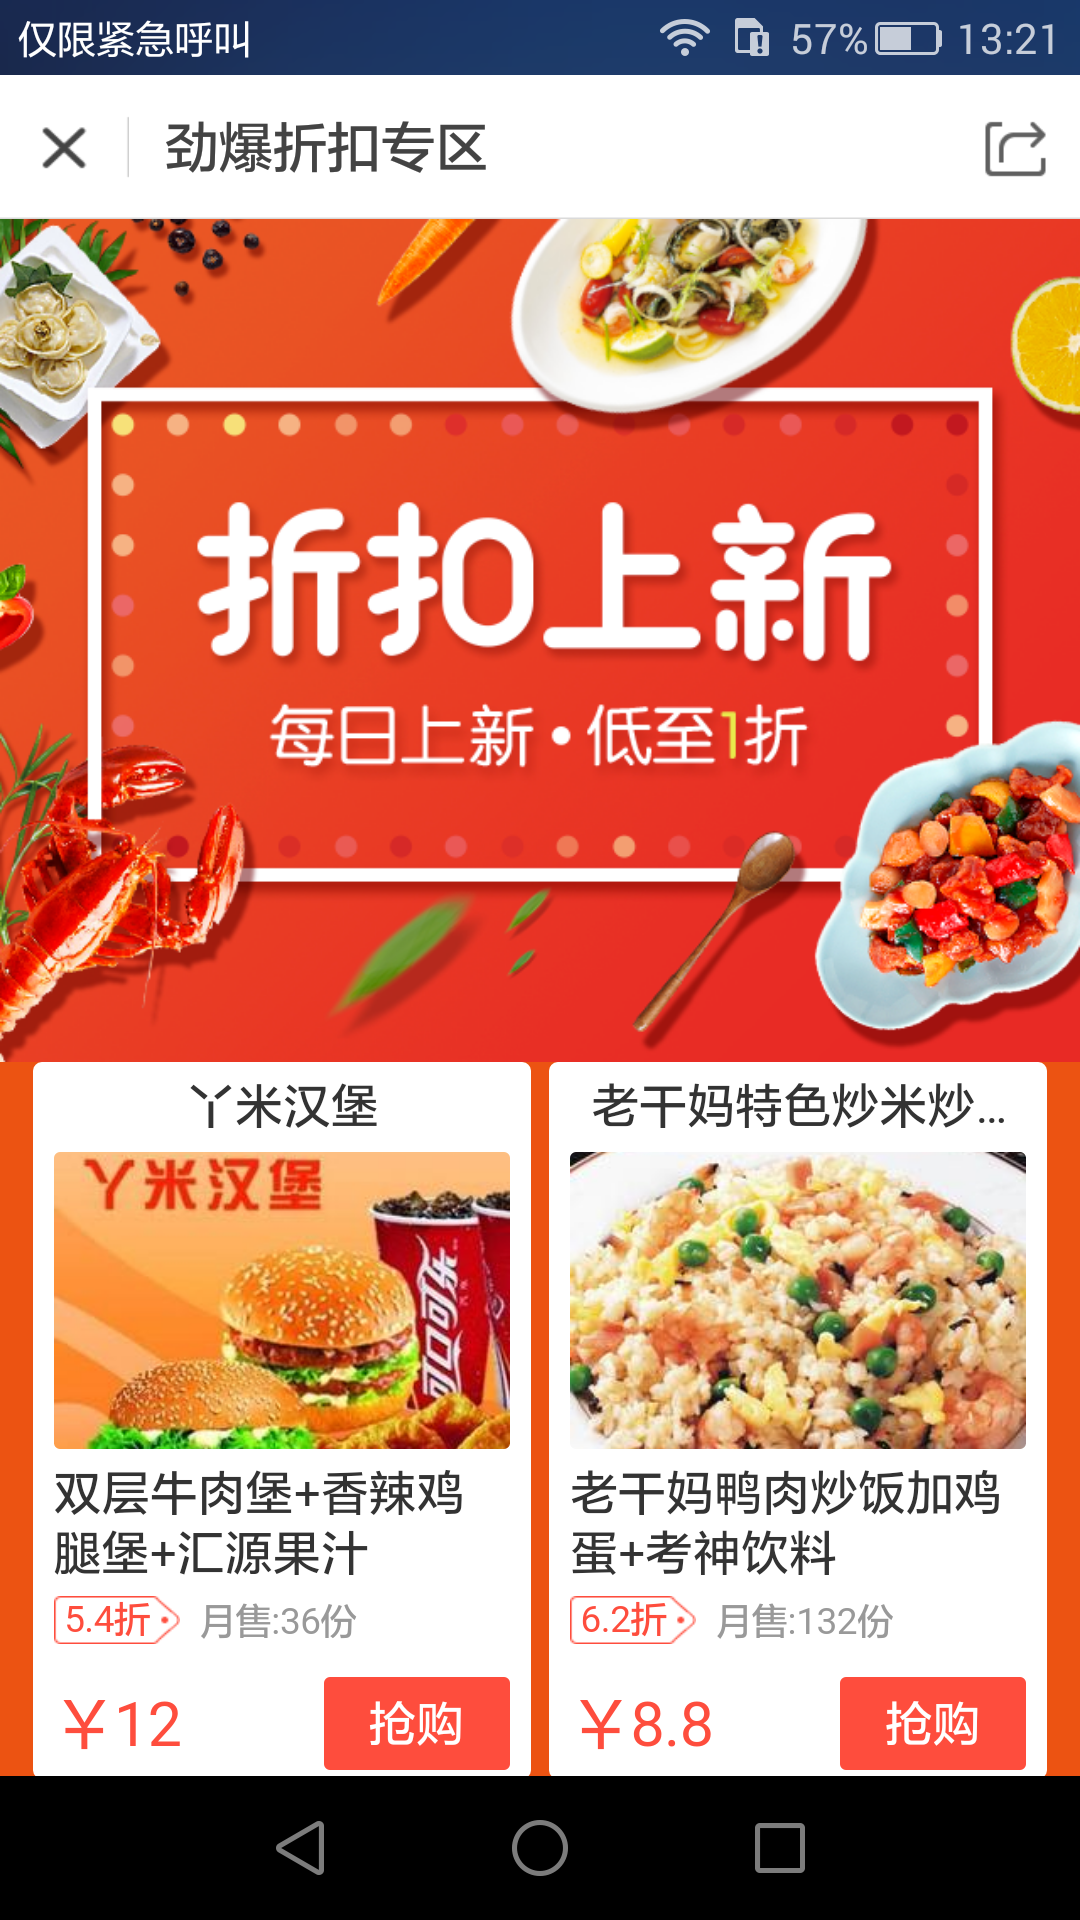 仅限紧急呼叫
57%
13:21
劲爆折扣专区
折扣上新
每日上新•低至1折
丫米汉堡
老干妈特色炒米炒...
丫米汉堡
可口可乐
双层牛肉堡+香辣鸡
腿堡+汇源果汁
老干妈鸭肉炒饭加鸡
蛋+考神饮料
5.4折
月售:36份
6.2折
月售:132份
￥12
抢购
￥8.8
抢购